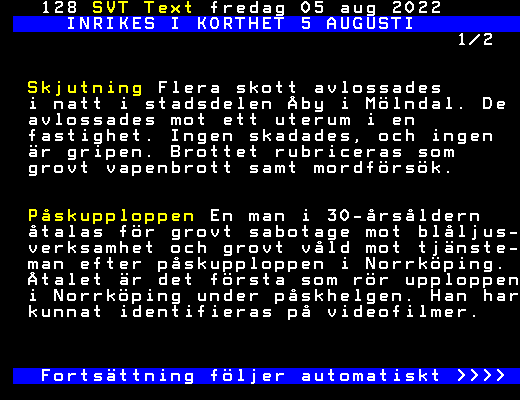 128 SVT Text fredag 05 aug 2022
INRIKES I KORTHET 5 AUGUSTI
1/2
Skjutning Flera skott avlossades
i natt i stadsdelen Åby i Mölndal. De
avlossades mot ett uterum i en
fastighet. Ingen skadades, och ingen
är gripen. Brottet rubriceras som
grovt vapenbrott samt mordförsök.
Påskupploppen En man i 30-årsåldern
åtalas för grovt sabotage mot blåljus-
verksamhet och grovt våld mot tjänste-
man efter påskupploppen i Norrköping.
Åtalet är det första som rör upploppen
i Norrköping under påskhelgen. Han har
kunnat identifieras på videofilmer.
Fortsättning följer automatiskt >>>>